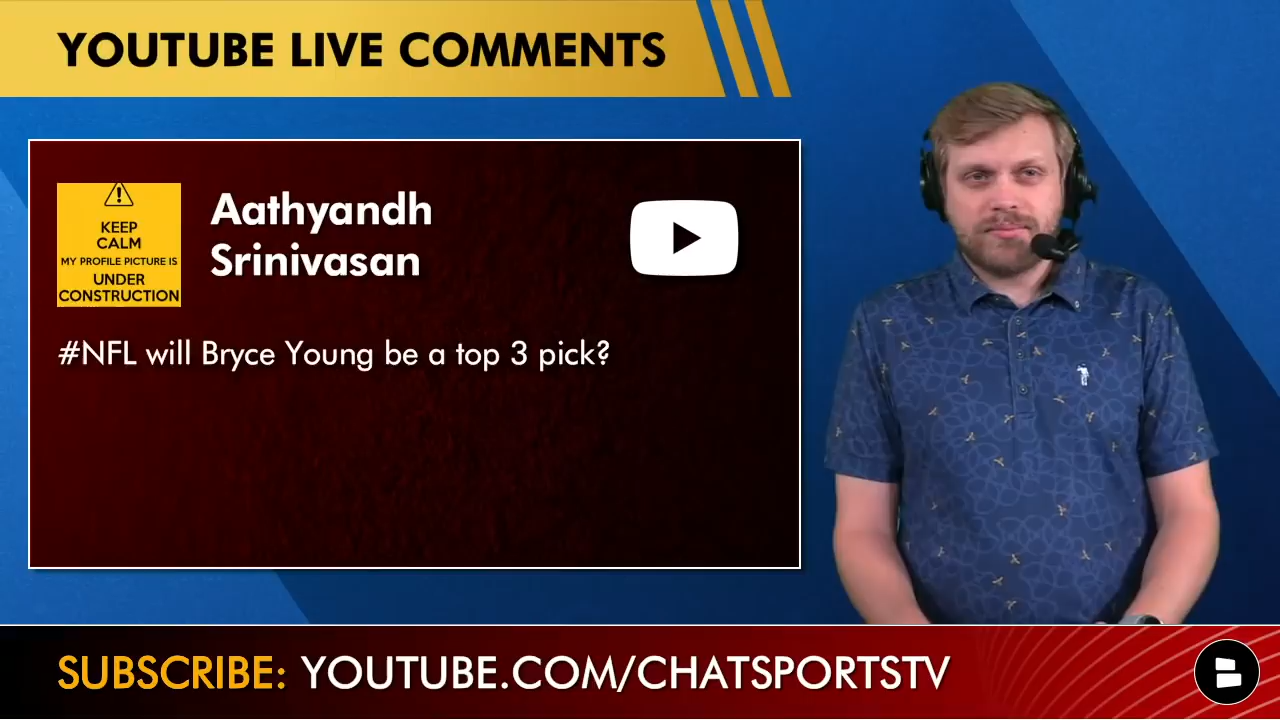 YOUTUBE LIVE COMMENTS
KEEP
CALM
MY PROFILE PICTURE IS
UNDER
CONSTRUCTION
Aathyandh
Srinivasan
#NFL will Bryce Young be a top 3 pick?
SUBSCRIBE: YOUTUBE.COM/CHATSPORTSTV